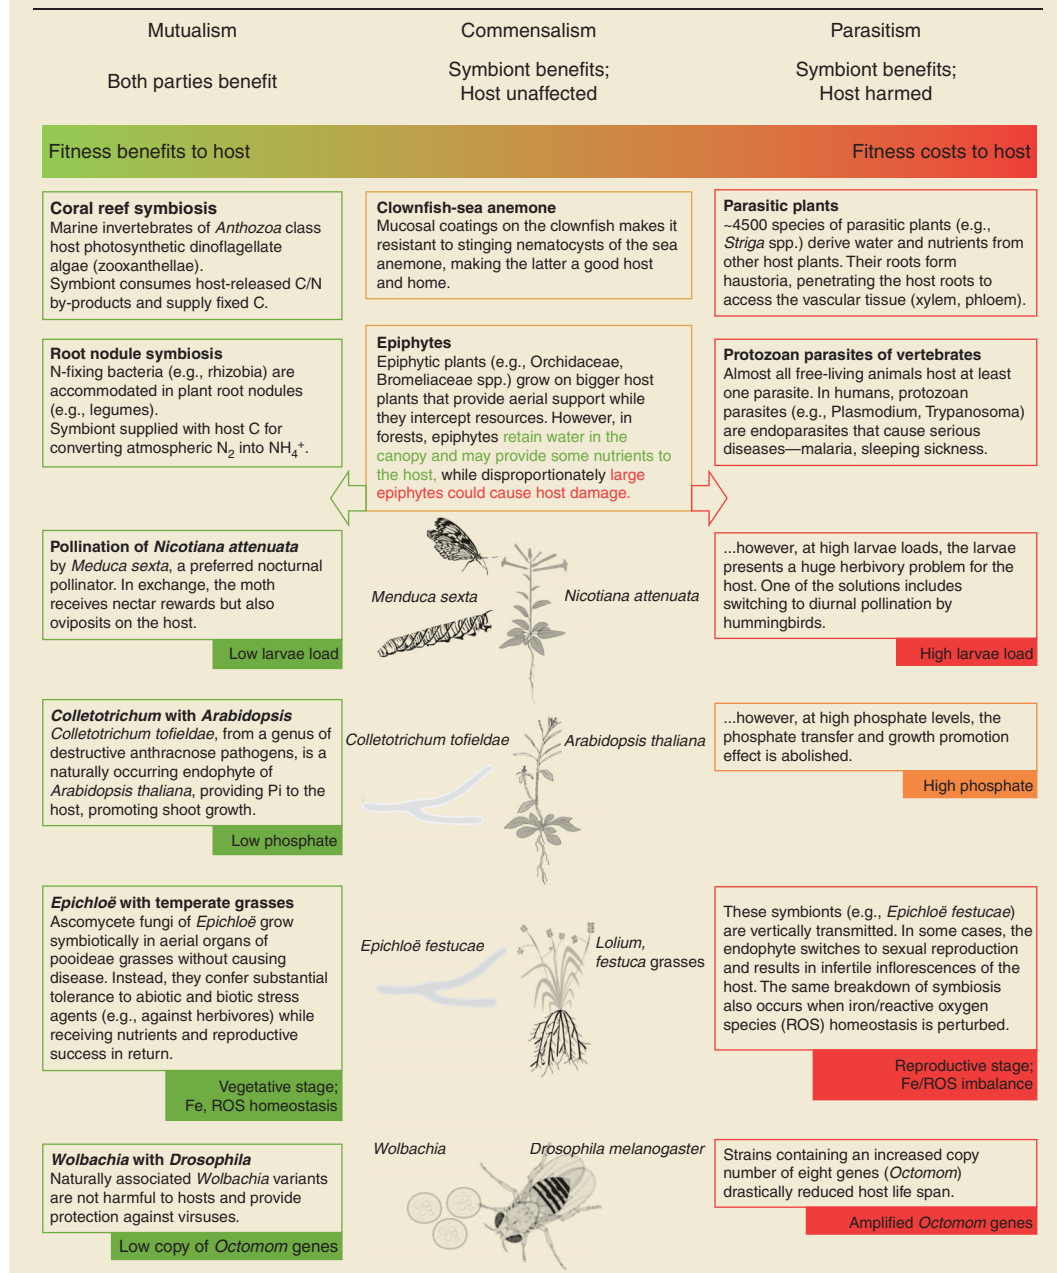 Mutualism
Commensalism
Parasitism
Both parties benefit
Symbiont benefits;
Host unaffected
Symbiont benefits;
Host harmed
Fitness benefits to host
Fitness costs to host
Coral reef symbiosis
Marine invertebrates of Anthozoa class
host photosynthetic dinoflagellate
algae (zooxanthellae).
Symbiont consumes host-released C/N
by-products and supply fixed C.
Clownfish-sea anemone
Mucosal coatings on the clownfish makes it
resistant to stinging nematocysts of the sea
anemone, making the latter a good host
and home.
Parasitic plants
~4500 species of parasitic plants (e.g.,
Striga spp.) derive water and nutrients from
other host plants. Their roots form
haustoria, penetrating the host roots to
access the vascular tissue (xylem, phloem).
Root nodule symbiosis
N-fixing bacteria (e.g., rhizobia) are
accommodated in plant root nodules
(e.g., legumes).
Symbiont supplied with host C for
converting atmospheric N2 into NH4+.
Epiphytes
Epiphytic plants (e.g., Orchidaceae,
Bromeliaceae spp.) grow on bigger host
plants that provide aerial support while
they intercept resources. However, in
forests, epiphytes retain water in the
canopy and may provide some nutrients to
the host, while disproportionately large
epiphytes could cause host damage.
Protozoan parasites of vertebrates
Almost all free-living animals host at least
one parasite. In humans, protozoan
parasites (e.g., Plasmodium, Trypanosoma)
are endoparasites that cause serious
diseases—malaria, sleeping sickness.
Pollination of Nicotiana attenuata
by Meduca sexta, a preferred nocturnal
pollinator. In exchange, the moth
receives nectar rewards but also
oviposits on the host.
Low larvae load
Menduca sexta
Nicotiana attenuata
...however, at high larvae loads, the larvae
presents a huge herbivory problem for the
host. One of the solutions includes
switching to diurnal pollination by
hummingbirds.
High larvae load
Colletotrichum with Arabidopsis
Colletotrichum tofieldae, from a genus of
destructive anthracnose pathogens, is a
naturally occurring endophyte of
Arabidopsis thaliana, providing Pi to the
host, promoting shoot growth.
Low phosphate
Colletotrichum tofieldae
Arabidopsis thaliana
...however, at high phosphate levels, the
phosphate transfer and growth promotion
effect is abolished.
High phosphate
Epichloë with temperate grasses
Ascomycete fungi of Epichloë grow
symbiotically in aerial organs of
pooideae grasses without causing
disease. Instead, they confer substantial
tolerance to abiotic and biotic stress
agents (e.g., against herbivores) while
receiving nutrients and reproductive
success in return.
Vegetative stage;
Fe, ROS homeostasis
Epichloë festucae
Lolium,
festuca grasses
These symbionts (e.g., Epichloë festucae)
are vertically transmitted. In some cases, the
endophyte switches to sexual reproduction
and results in infertile inflorescences of the
host. The same breakdown of symbiosis
also occurs when iron/reactive oxygen
species (ROS) homeostasis is perturbed.
Reproductive stage;
Fe/ROS imbalance
Wolbachia with Drosophila
Naturally associated Wolbachia variants
are not harmful to hosts and provide
protection against virsuses.
Low copy of Octomom genes
Wolbachia
Drosophila melanogaster
Strains containing an increased copy
number of eight genes (Octomom)
drastically reduced host life span.
Amplified Octomom genes